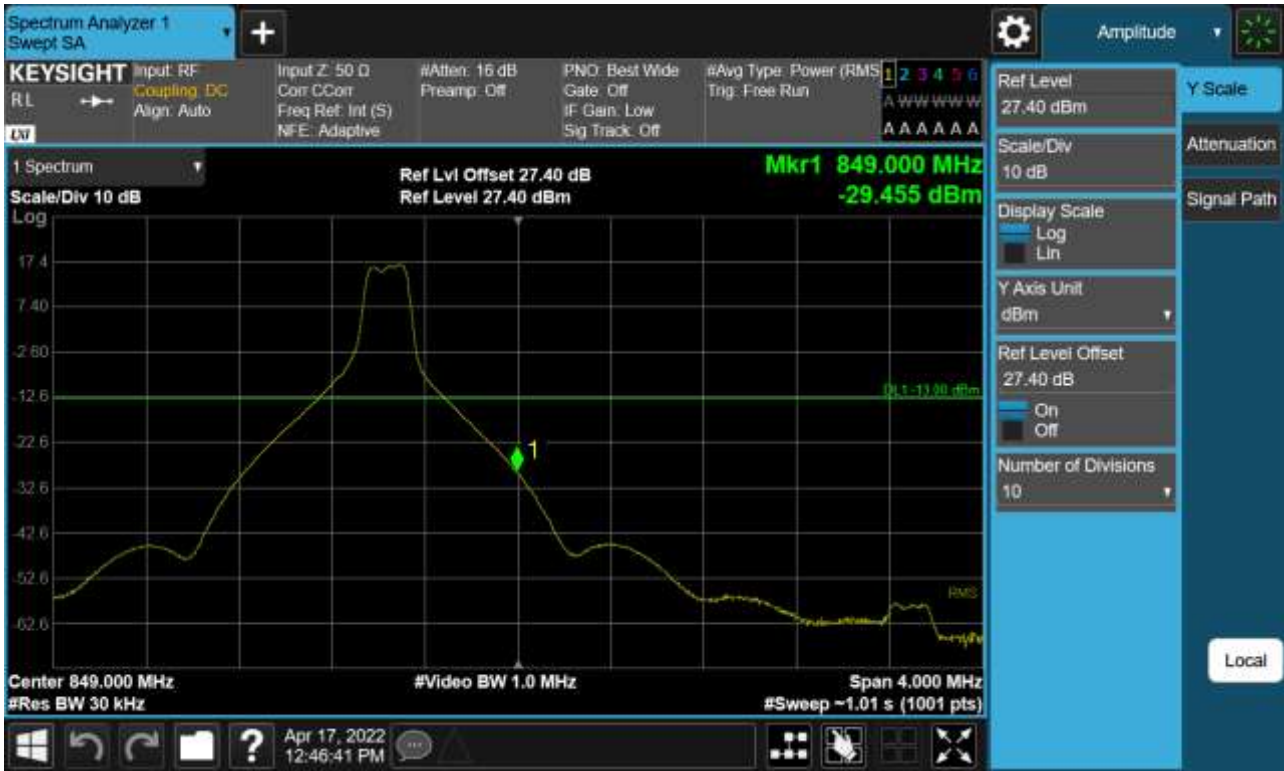 Spectrum Analyzer 1
Swept SA
Amplitude
KEYSIGHT
RL
LXI
Input: RF
Coupling: DC
Align: Auto
Input Z: 50 Ω
Corr CCorr
Freq Ref: Int (S)
NFE: Adaptive
#Atten: 16 dB
Preamp: Off
PNO: Best Wide
Gate: Off
IF Gain: Low
Sig Track: Off
#Avg Type: Power (RMS
Trig: Free Run
1 2 3 4 5 6
A W W W W W
A A A A A A
1 Spectrum
Scale/Div 10 dB
Ref Lvl Offset 27.40 dB
Ref Level 27.40 dBm
Mkr1 849.000 MHz
-29.455 dBm
Log
17.4
7.40
-2.60
-12.6
-22.6
-32.6
-42.6
-52.6
-62.6
DL1 -13.00 dBm
1
RMS
Center 849.000 MHz
#Res BW 30 kHz
#Video BW 1.0 MHz
Span 4.000 MHz
#Sweep ~1.01 s (1001 pts)
Ref Level
27.40 dBm
Scale/Div
10 dB
Display Scale
Log
Lin
Y Axis Unit
dBm
Ref Level Offset
27.40 dB
On
Off
Number of Divisions
10
Y Scale
Attenuation
Signal Path
Local
?
Apr 17, 2022
12:46:41 PM